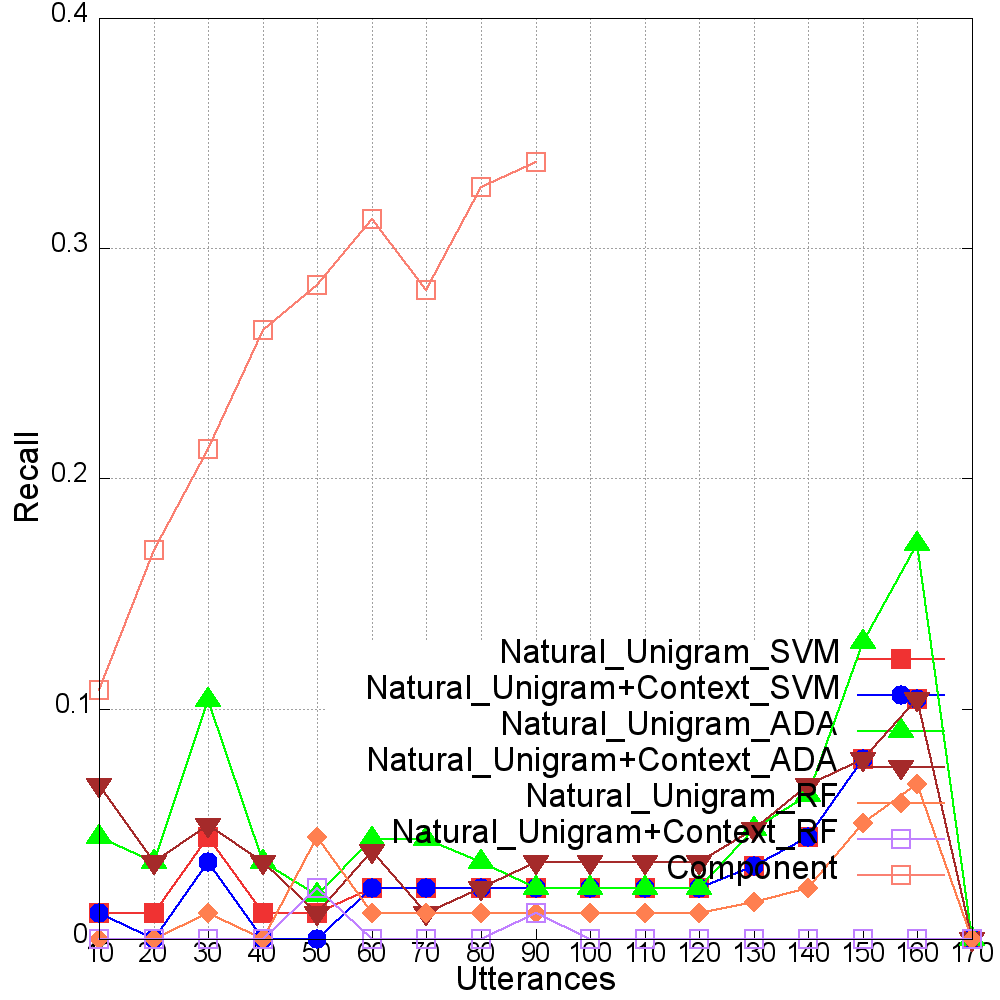 0.4
0.3
0.2
0.1
0
Recall
Natural_Unigram_SVM
Natural_Unigram+Context_SVM
Natural_Unigram_ADA
Natural_Unigram+Context_ADA
Natural_Unigram_RF
Natural_Unigram+Context_RF
Component
10 20 30 40 50 60 70 80 90 100 110 120 130 140 150 160 170
Utterances